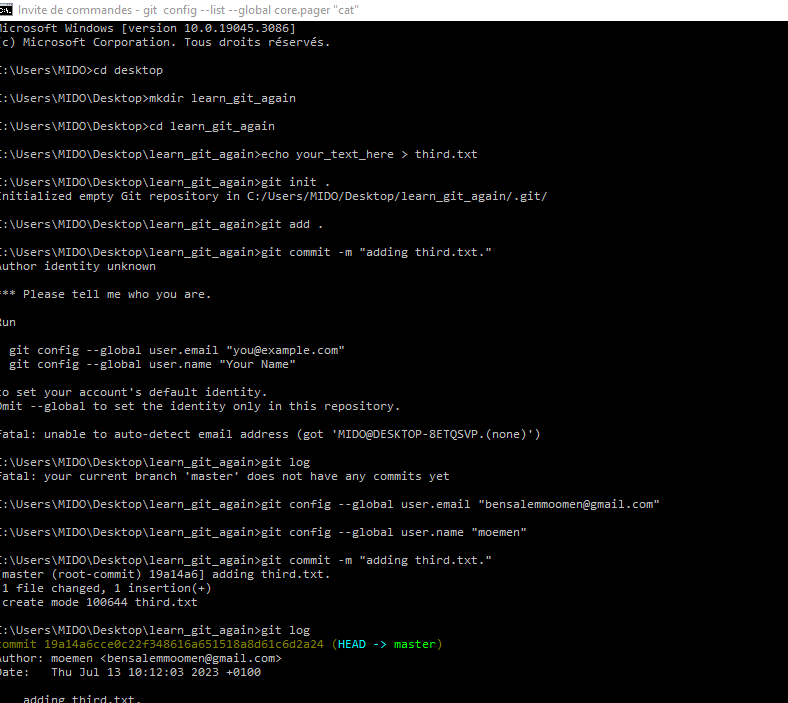 Invite de commandes - git  config --list --global core.pager "cat"
Microsoft Windows [version 10.0.19045.3086]
(c) Microsoft Corporation. Tous droits réservés.
C:\Users\MIDO>cd desktop
C:\Users\MIDO\Desktop>mkdir learn_git_again
C:\Users\MIDO\Desktop>cd learn_git_again
C:\Users\MIDO\Desktop\learn_git_again>echo your_text_here > third.txt
C:\Users\MIDO\Desktop\learn_git_again>git init .
Initialized empty Git repository in C:/Users/MIDO/Desktop/learn_git_again/.git/
C:\Users\MIDO\Desktop\learn_git_again>git add .
C:\Users\MIDO\Desktop\learn_git_again>git commit -m "adding third.txt."
Author identity unknown
*** Please tell me who you are.
Run
  git config --global user.email "you@example.com"
  git config --global user.name "Your Name"
to set your account's default identity.
Omit --global to set the identity only in this repository.
fatal: unable to auto-detect email address (got 'MIDO@DESKTOP-8ETQSVP.(none)')
C:\Users\MIDO\Desktop\learn_git_again>git log
fatal: your current branch 'master' does not have any commits yet
C:\Users\MIDO\Desktop\learn_git_again>git config --global user.email "bensalemmoomen@gmail.com"
C:\Users\MIDO\Desktop\learn_git_again>git config --global user.name "moemen"
C:\Users\MIDO\Desktop\learn_git_again>git commit -m "adding third.txt."
[master (root-commit) 19a14a6] adding third.txt.
 1 file changed, 1 insertion(+)
 create mode 100644 third.txt
C:\Users\MIDO\Desktop\learn_git_again>git log
commit 19a14a6cce0c22f348616a651518a8d61c6d2a24 (HEAD -> master)
Author: moemen <bensalemmoomen@gmail.com>
Date:   Thu Jul 13 10:12:03 2023 +0100
    adding third.txt.